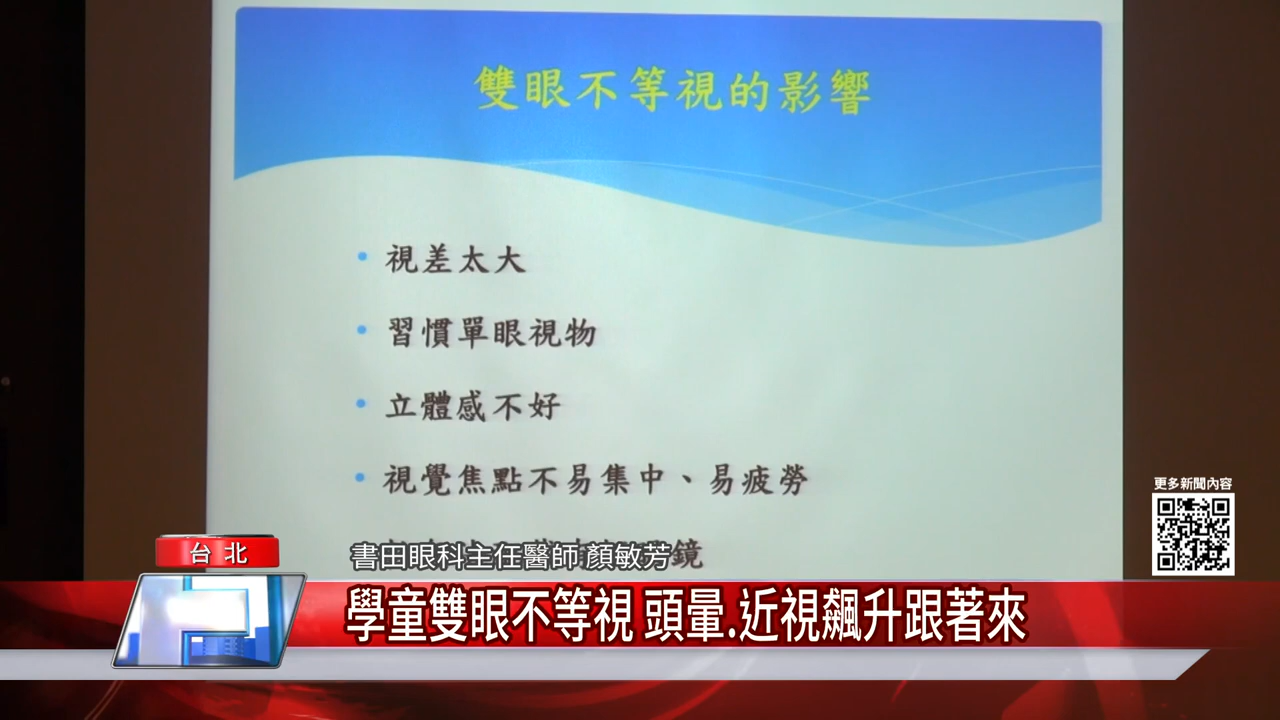 雙眼不等視的影響
• 視差太大
• 習慣單眼視物
• 立體感不好
• 視覺焦點不易集中、易疲勞
鏡
更多新聞內容
台北
書田眼科主任醫師 顏敏芳
學童雙眼不等視 頭暈.近視飆升跟著來